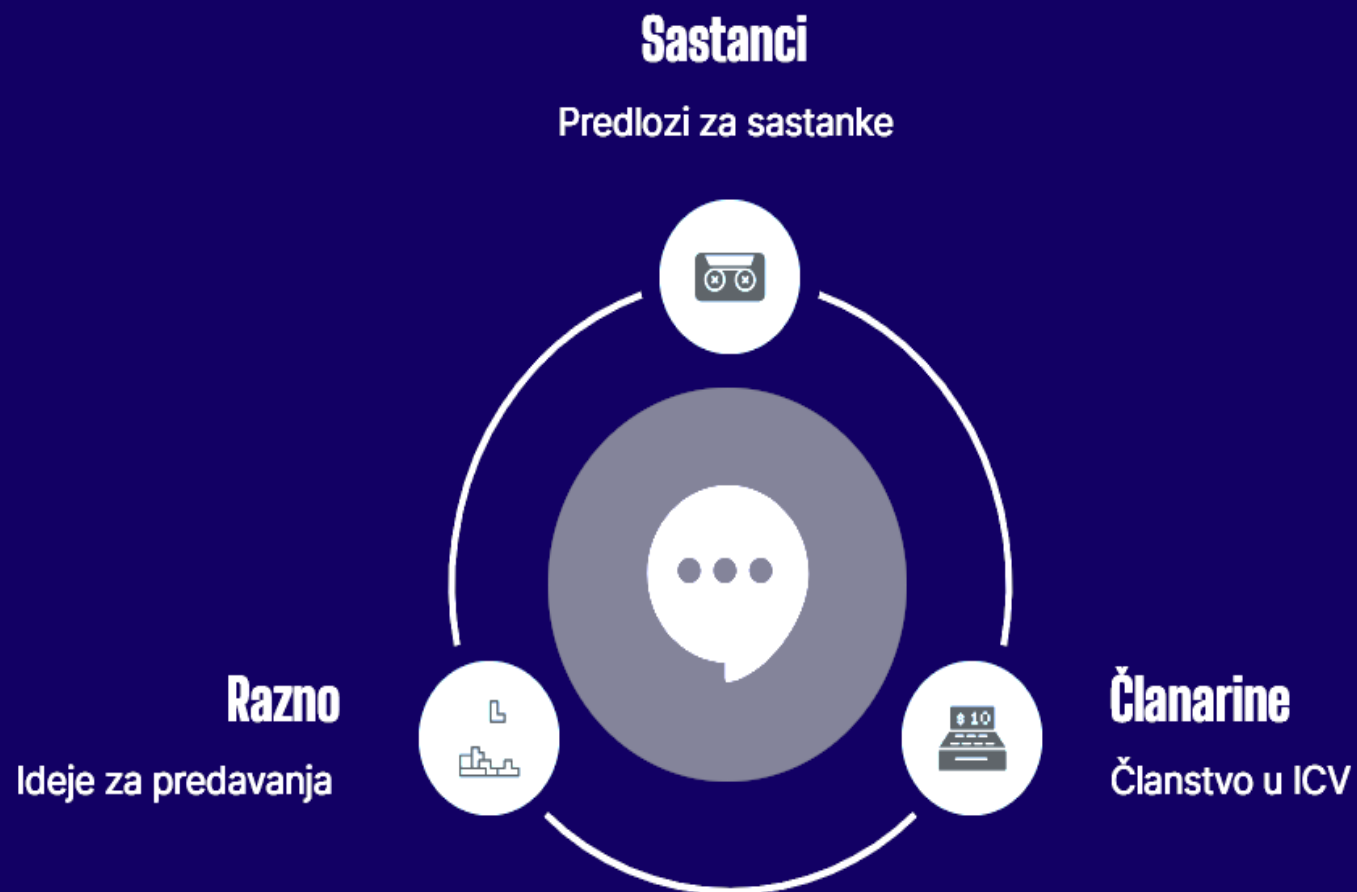 Sastanci
Predlozi za sastanke
Razno
Ideje za predavanja
$10
Članarine
Članstvo u ICV